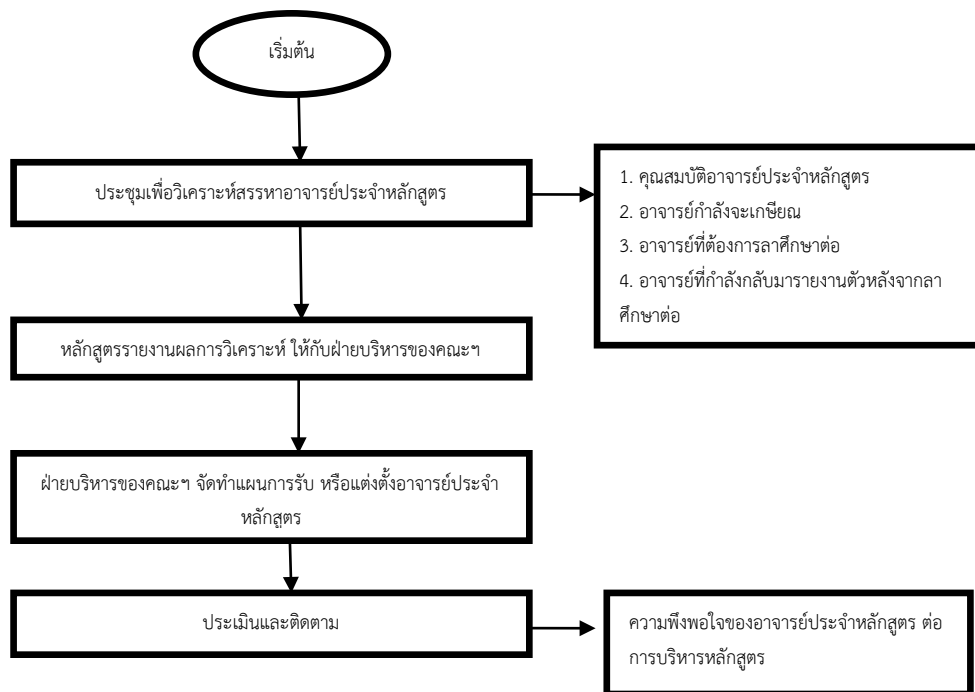 เริ่มต้น
ประชุมเพื่อวิเคราะห์สรรหาอาจารย์ประจำหลักสูตร
1. คุณสมบัติอาจารย์ประจำหลักสูตร
2. อาจารย์กำลังจะเกษียณ
3. อาจารย์ที่ต้องการลาศึกษาต่อ
4. อาจารย์ที่กำลังกลับมารายงานตัวหลังจากลา
ศึกษาต่อ
หลักสูตรรายงานผลการวิเคราะห์ ให้กับฝ่ายบริหารของคณะฯ
ฝ่ายบริหารของคณะฯ จัดทำแผนการรับ หรือแต่งตั้งอาจารย์ประจำ
หลักสูตร
ประเมินและติดตาม
ความพึงพอใจของอาจารย์ประจำหลักสูตร ต่อ
การบริหารหลักสูตร